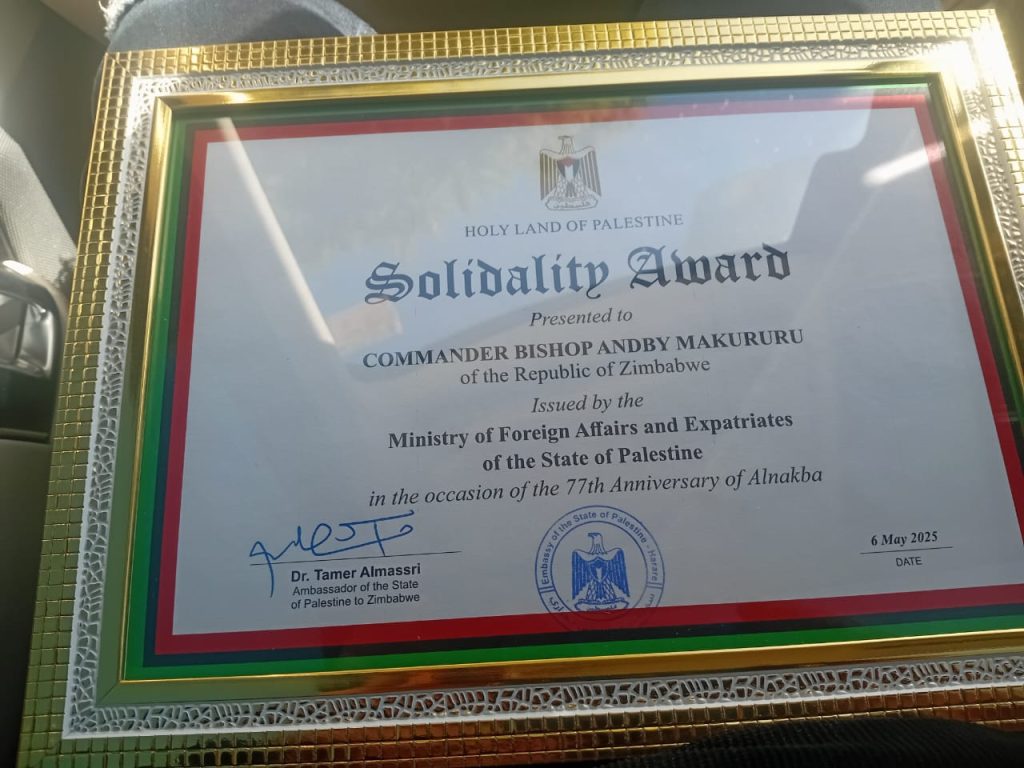 HOLY LAND OF PALESTINE
Solidality Award
Presented to
COMMANDER BISHOP ANDBY MAKURURU
of the Republic of Zimbabwe
Issued by the
Ministry of Foreign Affairs and Expatriates
of the State of Palestine
in the occasion of the 77th Anniversary of Alnakba
Dr. Tamer Almassri
Ambassador of the State
of Palestine to Zimbabwe
Embassy of the State of Palestine - Harare
فلسطين
6 May 2025
DATE